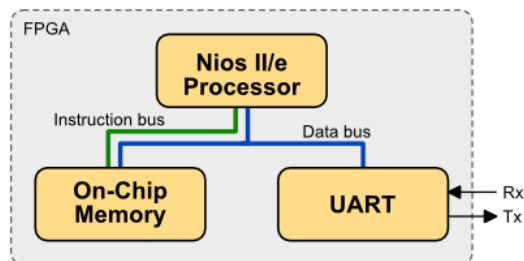 FPGA
Nios II/e
Processor
Instruction bus
Data bus
On-Chip
Memory
UART
Rx
Tx